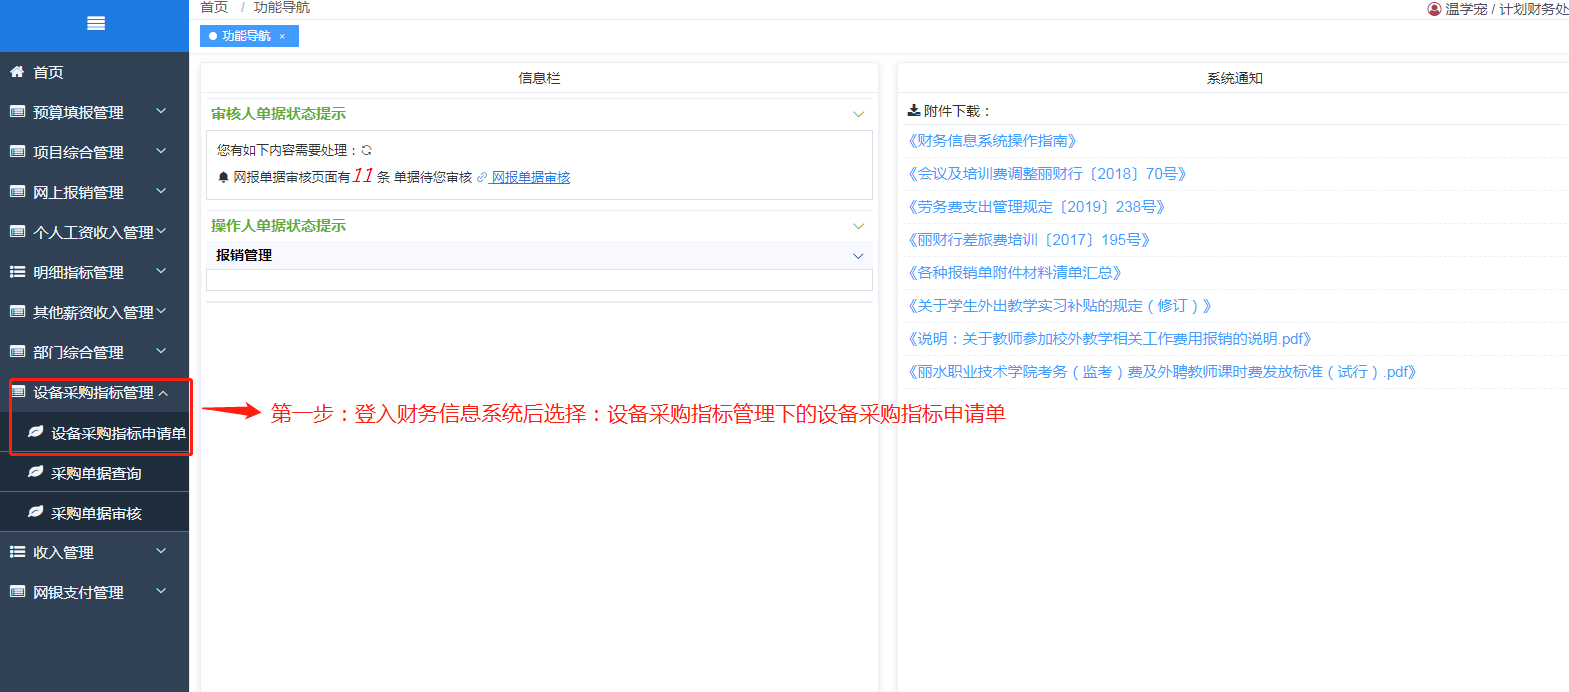 首页 / 功能导航
温学宠 / 计划财务处
功能导航 ×
首页
预算填报管理
项目综合管理
网上报销管理
个人工资收入管理
明细指标管理
其他薪资收入管理
部门综合管理
设备采购指标管理
设备采购指标申请单
采购单据查询
采购单据审核
收入管理
网银支付管理
信息栏
审核人单据状态提示
您有如下内容需要处理：
网报单据审核页面有11 条 单据待您审核 网报单据审核
操作人单据状态提示
报销管理
系统通知
附件下载：
《财务信息系统操作指南》
《会议及培训费调整丽财行〔2018〕70号》
《劳务费支出管理规定〔2019〕238号》
《丽财行差旅费培训〔2017〕195号》
《各种报销单附件材料清单汇总》
《关于学生外出教学实习补贴的规定（修订）》
《说明：关于教师参加校外教学相关工作费用报销的说明.pdf》
《丽水职业技术学院考务（监考）费及外聘教师课时费发放标准（试行）.pdf》
第一步：登入财务信息系统后选择：设备采购指标管理下的设备采购指标申请单